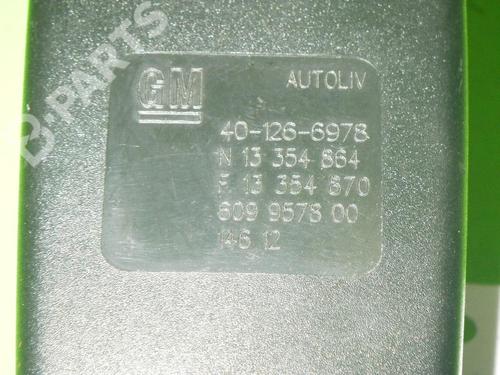 B-PARTS
GM AUTOLIV
40-126-6978
N 13 354 864
F 13 354 870
609 9578 00
146 12